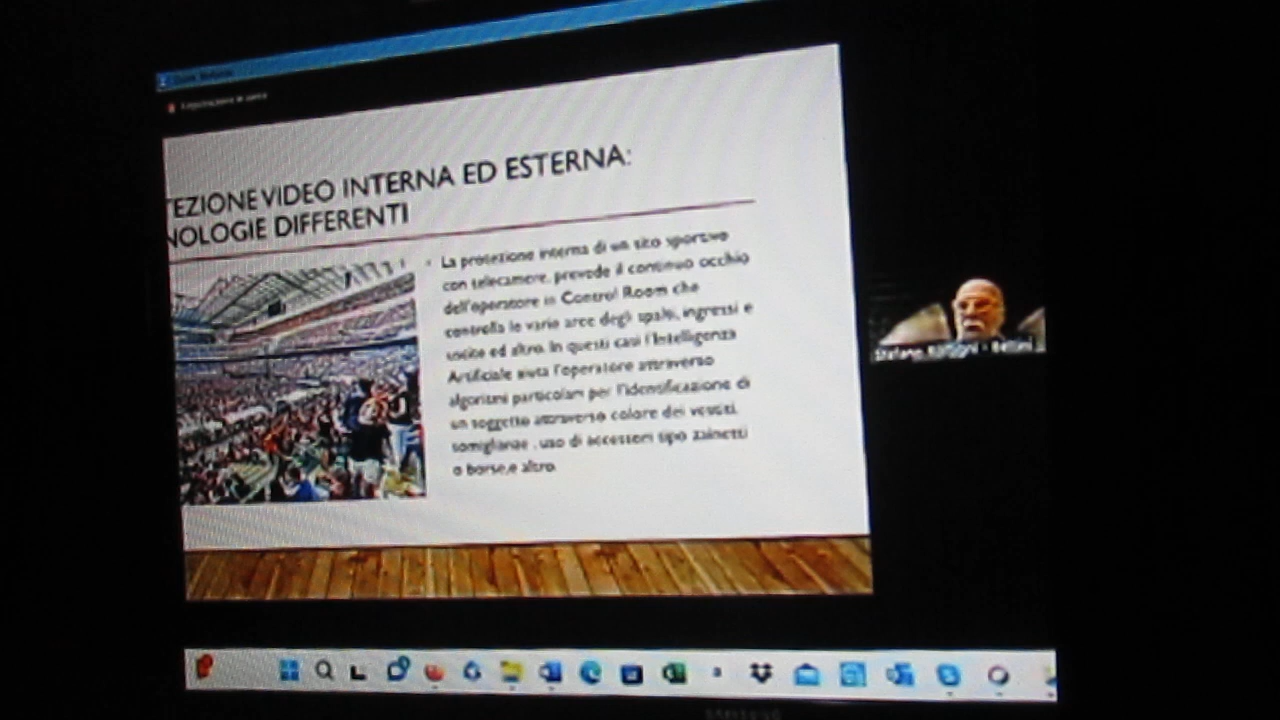 TEZIONE VIDEO INTERNA ED ESTERNA:
NOLOGIE DIFFERENTI
La protezione interna di un sito sportivo
con telecamere, prevede il continuo occhio
dell'operatore in Control Room che
controlla le varie aree degli spalti, ingressi e
uscite ed altro. In questi casi l'Intelligenza
Artificiale aiuta l'operatore attraverso
algoritmi particolari per l'identificazione di
un soggetto attraverso colore dei vestiti,
somiglianze , uso di accessori tipo zainetti
o borse,e altro.
Stefano